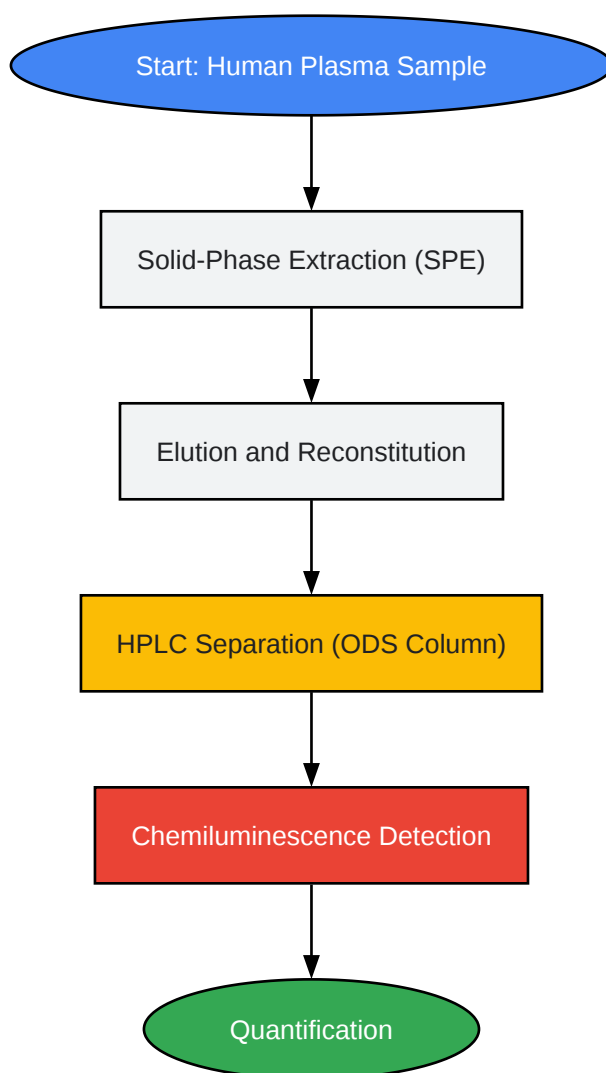 Start: Human Plasma Sample
Solid-Phase Extraction (SPE)
Elution and Reconstitution
HPLC Separation (ODS Column)
Chemiluminescence Detection
Quantification